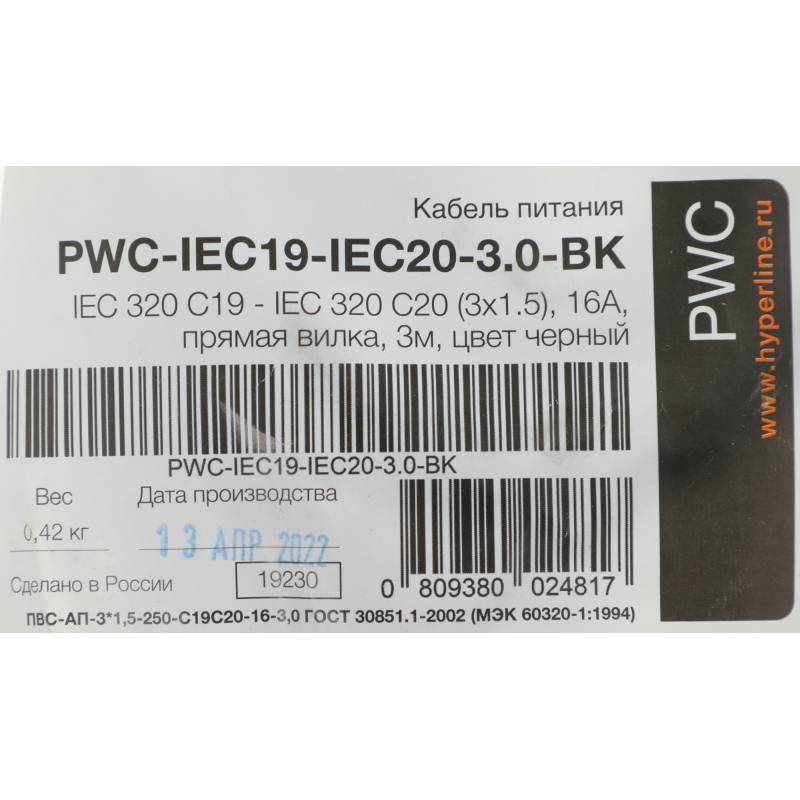 Кабель питания
PWC-IEC19-IEC20-3.0-BK
IEC 320 C19 - IEC 320 C20 (3x1.5), 16A,
прямая вилка, 3м, цвет черный
PWC-IEC19-IEC20-3.0-BK
Вес
Дата производства
0,42 кг
13 АПР 2022
Сделано в России
19230
0 809380 024817
ПВС-АП-3*1,5-250-С19С20-16-3,0 ГОСТ 30851.1-2002 (МЭК 60320-1:1994)
PWC
www.hyperline.ru